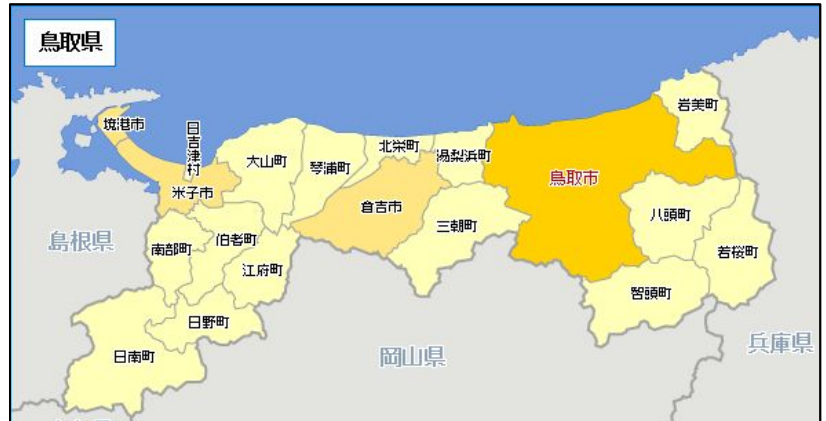 鳥取県
岩美町
境港市
日吉津村
大山町
琴浦町
北栄町
湯梨浜町
鳥取市
米子市
倉吉市
三朝町
八頭町
若桜町
島根県
南部町
伯耆町
江府町
智頭町
日野町
日南町
岡山県
兵庫県